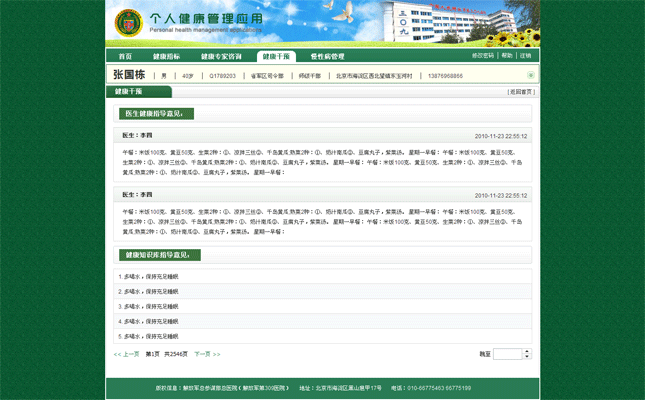 个人健康管理应用
Personal health management applications
三〇九
首页 健康指标 健康专家咨询 健康干预 慢性病管理 修改密码 | 帮助 | 注销
张国栋 | 男 | 40岁 | Q1789203 | 省军区司令部 | 师级干部 | 北京市海淀区西北望镇东玉河村 | 13876968866
健康干预 [ 返回首页 ]
医生健康指导意见：
医生：李四 2010-11-23 22:55:12
午餐：米饭100克、黄豆50克、生菜2种：①、凉拌三丝②、千岛黄瓜;熟菜2种：①、奶汁南瓜②、豆腐丸子，紫菜汤。 星期一早餐： 午餐：米饭100克、黄豆50克、
生菜2种：①、凉拌三丝②、千岛黄瓜;熟菜2种：①、奶汁南瓜②、豆腐丸子，紫菜汤。 星期一早餐： 午餐：米饭100克、黄豆50克、生菜2种：①、凉拌三丝②、千岛
黄瓜;熟菜2种：①、奶汁南瓜②、豆腐丸子，紫菜汤。 星期一早餐：
医生：李四 2010-11-23 22:55:12
午餐：米饭100克、黄豆50克、生菜2种：①、凉拌三丝②、千岛黄瓜;熟菜2种：①、奶汁南瓜②、豆腐丸子，紫菜汤。 星期一早餐： 午餐：米饭100克、黄豆50克、
生菜2种：①、凉拌三丝②、千岛黄瓜;熟菜2种：①、奶汁南瓜②、豆腐丸子，紫菜汤。 星期一早餐： 午餐：米饭100克、黄豆50克、生菜2种：①、凉拌三丝②、千岛
黄瓜;熟菜2种：①、奶汁南瓜②、豆腐丸子，紫菜汤。 星期一早餐：
健康知识库指导意见：
1. 多喝水，保持充足睡眠
2. 多喝水，保持充足睡眠
3. 多喝水，保持充足睡眠
4. 多喝水，保持充足睡眠
5. 多喝水，保持充足睡眠
<< 上一页 第1页 共2546页 下一页 >> 跳至
版权信息：解放军总参谋部总医院（解放军第309医院） 地址：北京市海淀区黑山扈甲17号 电话：010-66775463 66775199